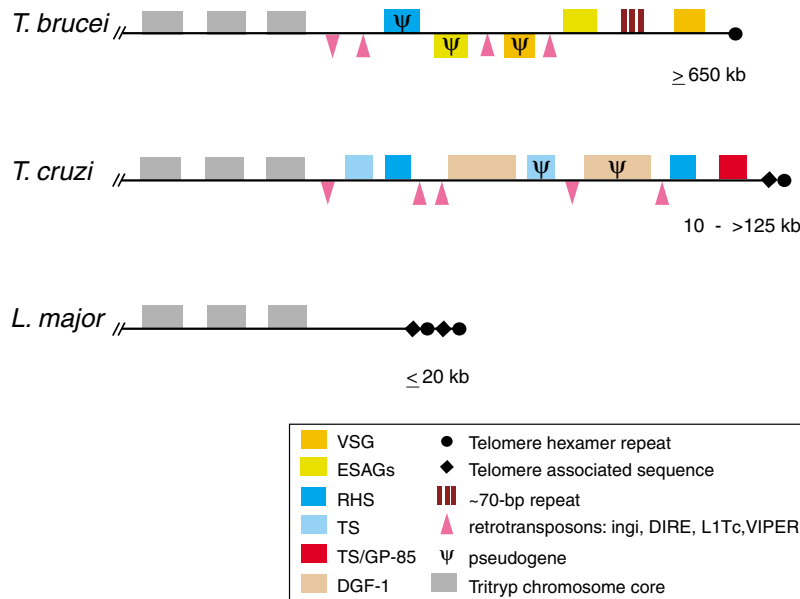 T. brucei
//
ψ
ψ
ψ
≥ 650 kb
T. cruzi
//
ψ
ψ
10 - >125 kb
L. major
//
≤ 20 kb
VSG
Telomere hexamer repeat
ESAGs
Telomere associated sequence
RHS
~70-bp repeat
TS
retrotransposons: ingi, DIRE, L1Tc,VIPER
TS/GP-85
ψ pseudogene
DGF-1
Tritryp chromosome core